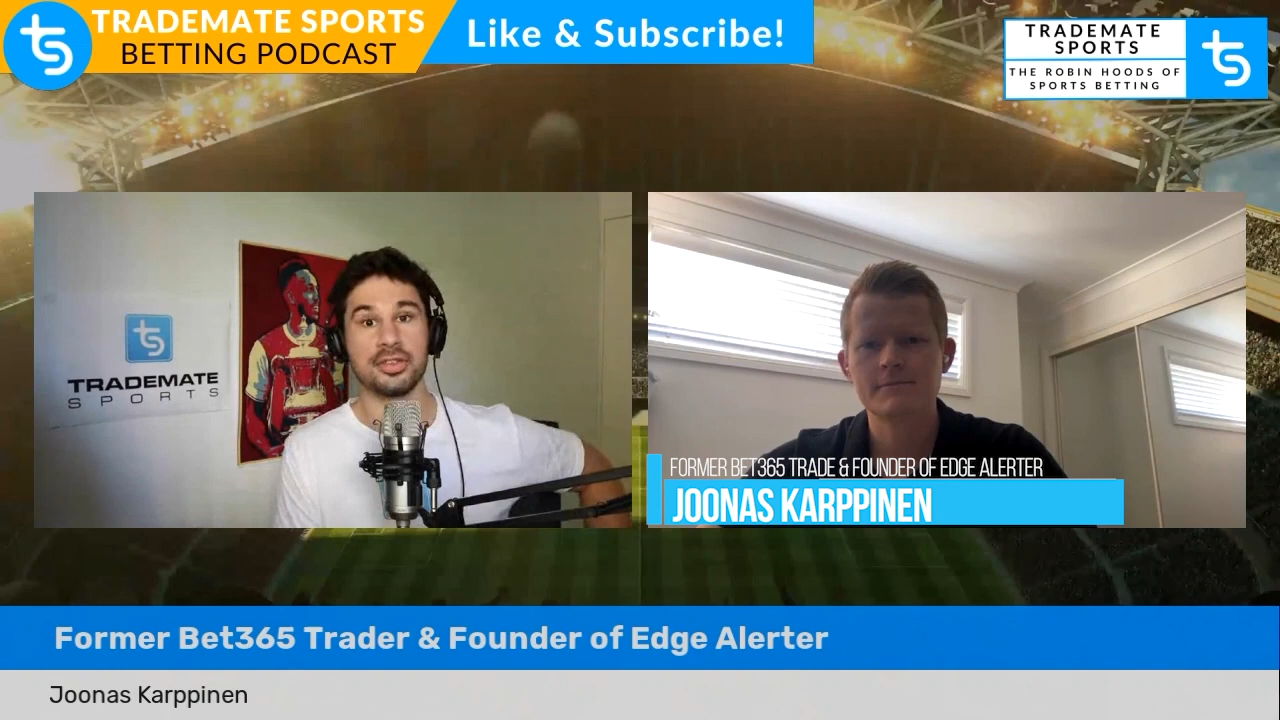 TRADEMATE SPORTS
BETTING PODCAST
Like & Subscribe!
TRADEMATE
SPORTS
THE ROBIN HOODS OF
SPORTS BETTING
ts
TRADEMATE
SPORTS
FORMER BET365 TRADE & FOUNDER OF EDGE ALERTER
JOONAS KARPPINEN
Former Bet365 Trader & Founder of Edge Alerter
Joonas Karppinen